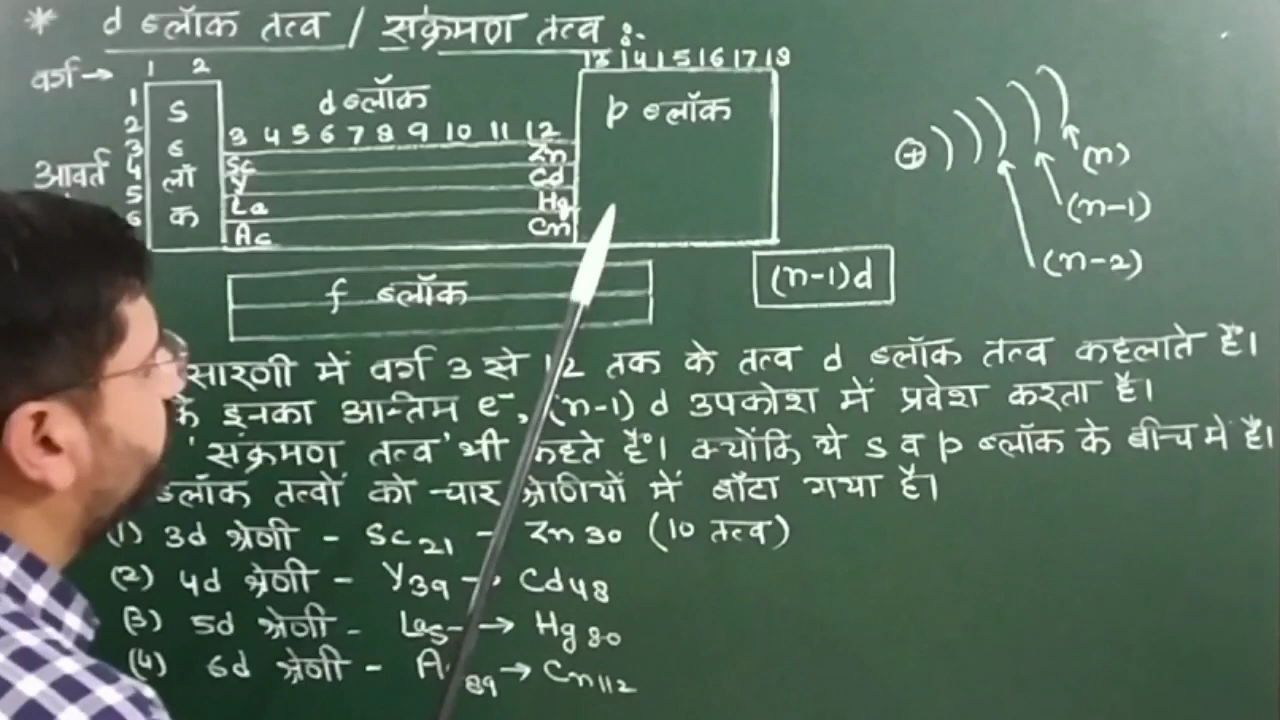 * d ब्लॉक तत्व / संक्रमण तत्व :-
वर्ग → 1 2 13 14 15 16 17 18
d ब्लॉक
p ब्लॉक
s ब्लॉक
3 4 5 6 7 8 9 10 11 12
1
2
3
4
5
6
आवर्त
Sc Zn
Y Cd
La Hg
Ac Cn
f ब्लॉक
(n-1)d
+
(n)
(n-1)
(n-2)
सारणी में वर्ग 3 से 12 तक के तत्व d ब्लॉक तत्व कहलाते हैं।
के इनका अन्तिम e⁻, (n-1) d उपकोश में प्रवेश करता है।
'संक्रमण तत्व' भी कहते हैं। क्योंकि ये s व p ब्लॉक के बीच में हैं।
ब्लॉक तत्वों को चार श्रेणियों में बाँटा गया है।
(1) 3d श्रेणी - Sc₂₁ - Zn₃₀ (10 तत्व)
(2) 4d श्रेणी - Y₃₉ → Cd₄₈
(3) 5d श्रेणी - La₅ → Hg₈₀
(4) 6d श्रेणी - A ₈₉ → Cn₁₁₂